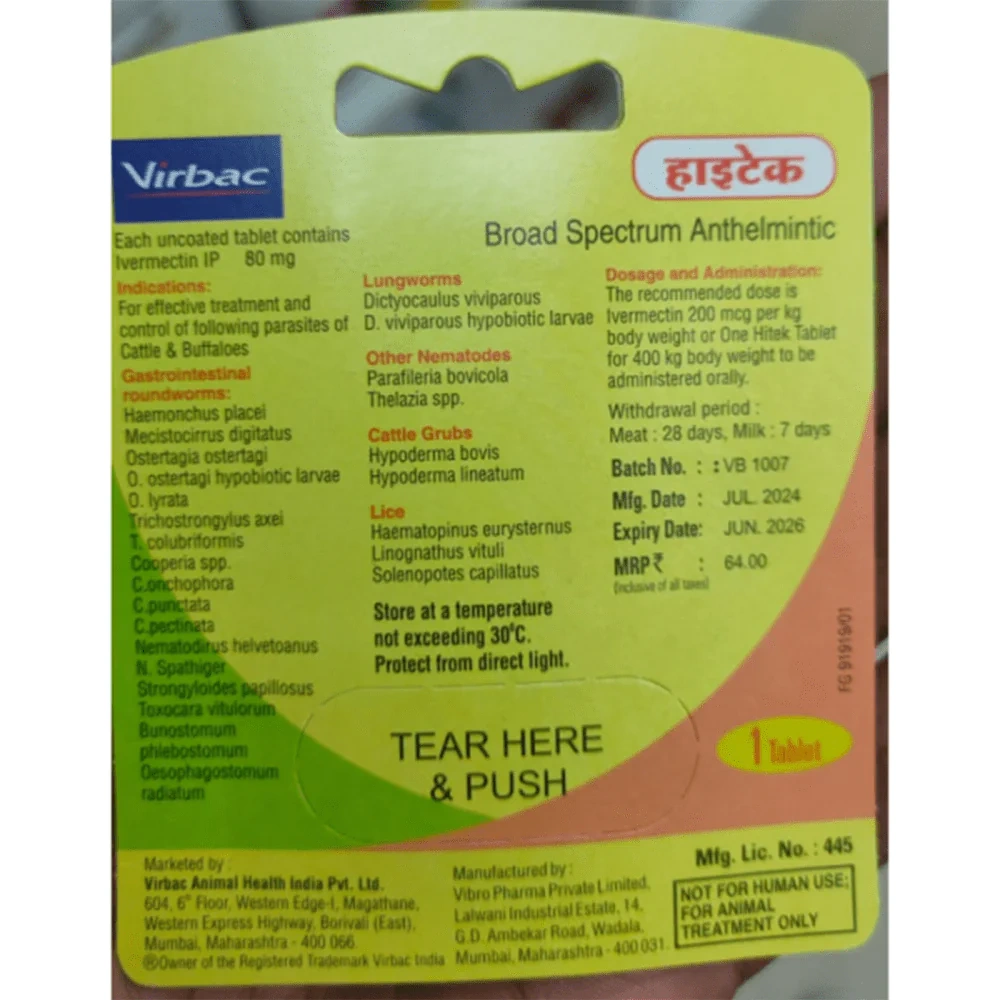 Virbac
हाइटेक
Broad Spectrum Anthelmintic
Each uncoated tablet contains
Ivermectin IP 80 mg
Indications:
For effective treatment and
control of following parasites of
Cattle & Buffaloes
Gastrointestinal
roundworms:
Haemonchus placei
Mecistocirrus digitatus
Ostertagia ostertagi
O. ostertagi hypobiotic larvae
O. lyrata
Trichostrongylus axei
T. colubriformis
Cooperia spp.
C.onchophora
C.punctata
C.pectinata
Nematodirus helvetoanus
N. Spathiger
Strongyloides papillosus
Toxocara vitulorum
Bunostomum
phlebostomum
Oesophagostomum
radiatum
Lungworms
Dictyocaulus viviparous
D. viviparous hypobiotic larvae
Other Nematodes
Parafileria bovicola
Thelazia spp.
Cattle Grubs
Hypoderma bovis
Hypoderma lineatum
Lice
Haematopinus eurysternus
Linognathus vituli
Solenopotes capillatus
Store at a temperature
not exceeding 30°C.
Protect from direct light.
Dosage and Administration:
The recommended dose is
Ivermectin 200 mcg per kg
body weight or One Hitek Tablet
for 400 kg body weight to be
administered orally.
Withdrawal period :
Meat : 28 days, Milk : 7 days
Batch No. : : VB 1007
Mfg. Date : JUL. 2024
Expiry Date: JUN. 2026
MRP ₹ : 64.00
(inclusive of all taxes)
FG 91919/01
TEAR HERE
& PUSH
1 Tablet
Marketed by :
Virbac Animal Health India Pvt. Ltd.
604, 6° Floor, Western Edge-I, Magathane,
Western Express Highway, Borivali (East),
Mumbai, Maharashtra - 400 066.
®Owner of the Registered Trademark Virbac India
Manufactured by :
Vibro Pharma Private Limited,
Lalwani Industrial Estate, 14,
G.D. Ambekar Road, Wadala,
Mumbai, Maharashtra - 400 031.
Mfg. Lic. No. : 445
NOT FOR HUMAN USE;
FOR ANIMAL
TREATMENT ONLY